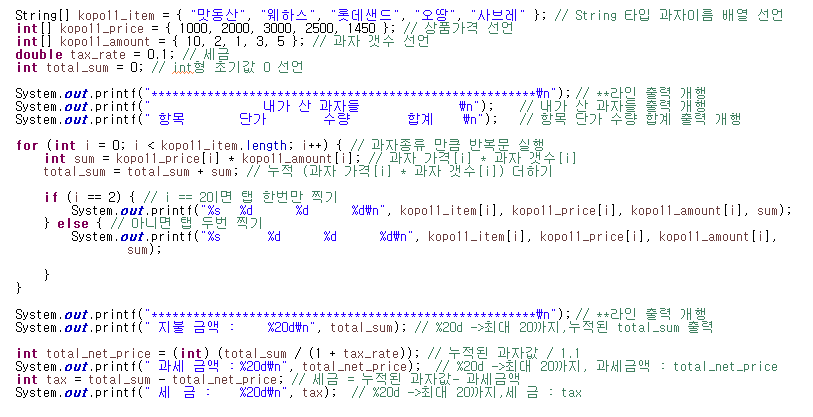 String[] kopo11_item = { "맛동산", "웨하스", "롯데샌드", "오땅", "사브레" }; // String 타입 과자이름 배열 선언
int[] kopo11_price = { 1000, 2000, 3000, 2500, 1450 }; // 상품가격 선언
int[] kopo11_amount = { 10, 2, 1, 3, 5 }; // 과자 갯수 선언
double tax_rate = 0.1; // 세금
int total_sum = 0; // int형 초기값 0 선언
System.out.printf("********************************************************\n"); // **라인 출력 개행
System.out.printf("                내가 산 과자들              \n");    // 내가 산 과자들 출력 개행
System.out.printf(" 항목        단가        수량        합계    \n");    // 항목 단가 수량 합계 출력 개행
for (int i = 0; i < kopo11_item.length; i++) { // 과자종류 만큼 반복문 실행
int sum = kopo11_price[i] * kopo11_amount[i]; // 과자 가격[i] * 과자 갯수[i]
total_sum = total_sum + sum; // 누적 (과자 가격[i] * 과자 갯수[i]) 더하기
if (i == 2) { // i == 2이면 탭 한번만 찍기
System.out.printf("%s  %d      %d      %d\n", kopo11_item[i], kopo11_price[i], kopo11_amount[i], sum);
} else { // 아니면 탭 두번 찍기
System.out.printf("%s      %d      %d      %d\n", kopo11_item[i], kopo11_price[i], kopo11_amount[i],
sum);
}
}
System.out.printf("********************************************************\n"); // **라인 출력 개행
System.out.printf(" 지불 금액 :    %20d\n", total_sum); // %20d ->최대 20까지,누적된 total_sum 출력
int total_net_price = (int) (total_sum / (1 + tax_rate)); // 누적된 과자값 / 1.1
System.out.printf(" 과세금액 :%20d\n", total_net_price);  // %20d ->최대 20까지, 과세금액 : total_net_price
int tax = total_sum - total_net_price; // 세금 = 누적된 과자값- 과세금액
System.out.printf(" 세 금 :    %20d\n", tax);  // %20d ->최대 20까지,세 금 : tax